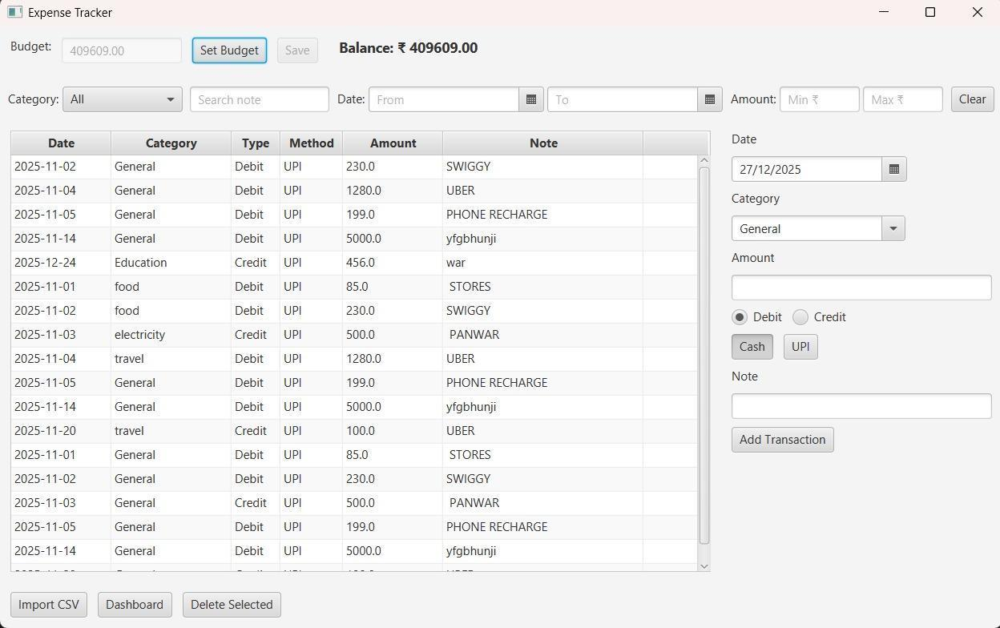 Expense Tracker
Budget: 409609.00 Set Budget Save Balance: ₹ 409609.00
Category: All Search note Date: From To Amount: Min ₹ Max ₹ Clear
Date Category Type Method Amount Note
2025-11-02 General Debit UPI 230.0 SWIGGY
2025-11-04 General Debit UPI 1280.0 UBER
2025-11-05 General Debit UPI 199.0 PHONE RECHARGE
2025-11-14 General Debit UPI 5000.0 yfgbhunji
2025-12-24 Education Credit UPI 456.0 war
2025-11-01 food Debit UPI 85.0 STORES
2025-11-02 food Debit UPI 230.0 SWIGGY
2025-11-03 electricity Credit UPI 500.0 PANWAR
2025-11-04 travel Debit UPI 1280.0 UBER
2025-11-05 General Debit UPI 199.0 PHONE RECHARGE
2025-11-14 General Debit UPI 5000.0 yfgbhunji
2025-11-20 travel Credit UPI 100.0 UBER
2025-11-01 General Debit UPI 85.0 STORES
2025-11-02 General Debit UPI 230.0 SWIGGY
2025-11-03 General Credit UPI 500.0 PANWAR
2025-11-05 General Debit UPI 199.0 PHONE RECHARGE
2025-11-14 General Debit UPI 5000.0 yfgbhunji
Date
27/12/2025
Category
General
Amount
Debit Credit
Cash UPI
Note
Add Transaction
Import CSV Dashboard Delete Selected